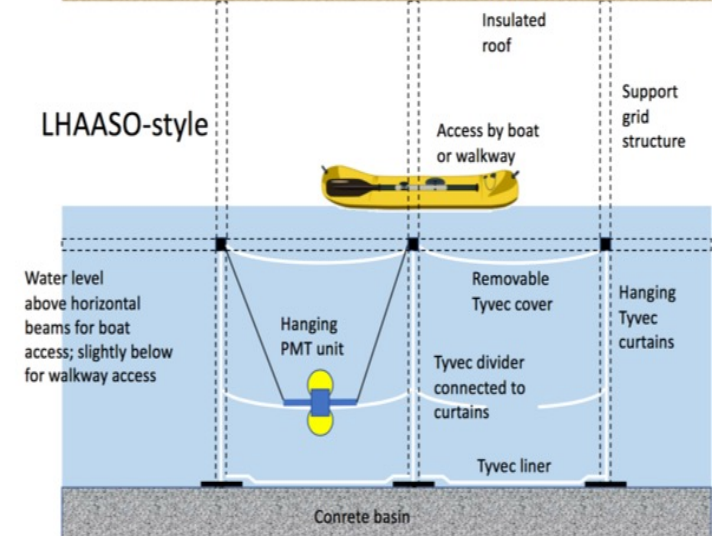 Insulated
roof
LHAASO-style
Support
grid
structure
Access by boat
or walkway
Water level
above horizontal
beams for boat
access; slightly below
for walkway access
Removable
Tyvec cover
Hanging
Tyvec
curtains
Hanging
PMT unit
Tyvec divider
connected to
curtains
Tyvec liner
Conrete basin